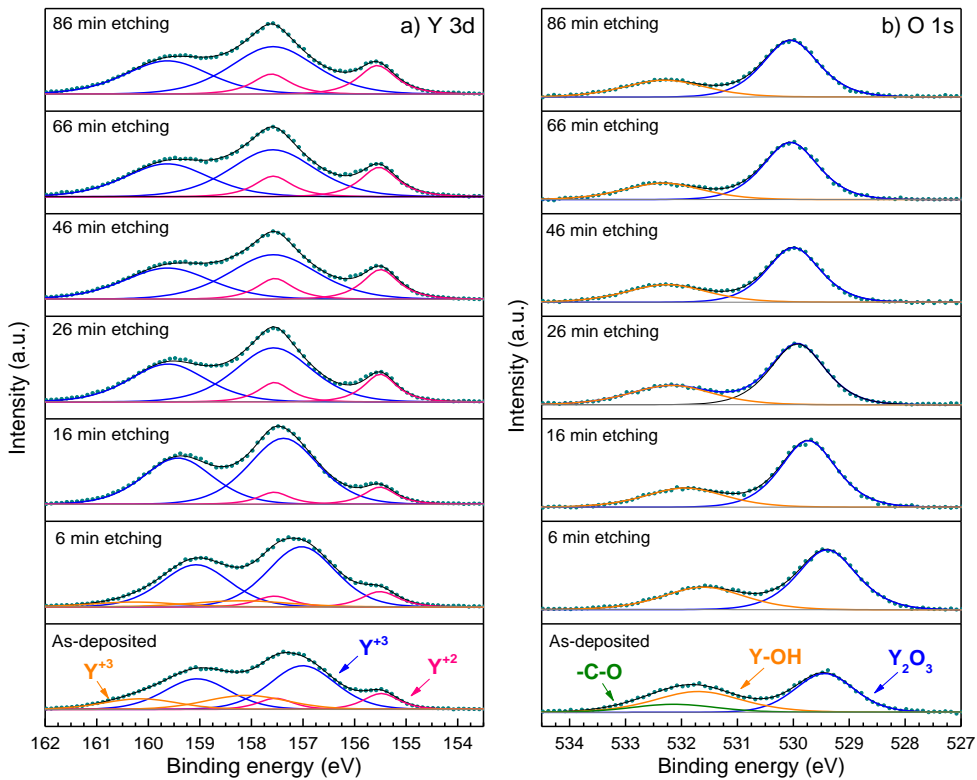 a) Y 3d
86 min etching
66 min etching
46 min etching
26 min etching
16 min etching
6 min etching
As-deposited
Y+3
Y+3
Y+2
Intensity (a.u.)
162 161 160 159 158 157 156 155 154
Binding energy (eV)
b) O 1s
86 min etching
66 min etching
46 min etching
26 min etching
16 min etching
6 min etching
As-deposited
-C-O
Y-OH
Y2O3
Intensity (a.u.)
534 533 532 531 530 529 528 527
Binding energy (eV)